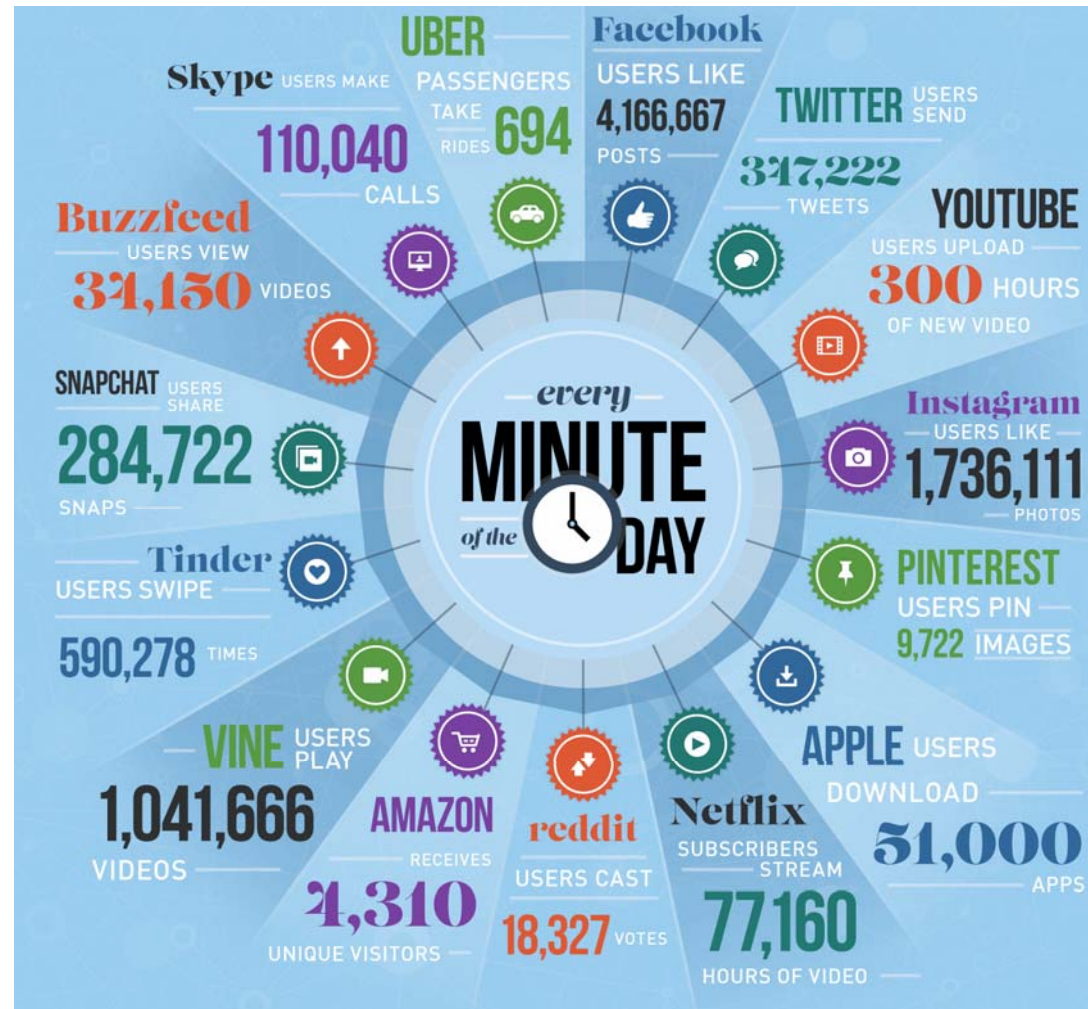 every
MINUTE
of the DAY
Facebook
USERS LIKE
4,166,667
POSTS
TWITTER USERS SEND
347,222
TWEETS
YOUTUBE
USERS UPLOAD
300 HOURS
OF NEW VIDEO
Instagram
USERS LIKE
1,736,111
PHOTOS
PINTEREST
USERS PIN
9,722 IMAGES
APPLE USERS
DOWNLOAD
51,000
APPS
Netflix
SUBSCRIBERS
STREAM
77,160
HOURS OF VIDEO
reddit
USERS CAST
18,327 VOTES
AMAZON
RECEIVES
4,310
UNIQUE VISITORS
VINE USERS PLAY
1,041,666
VIDEOS
Tinder
USERS SWIPE
590,278 TIMES
SNAPCHAT USERS SHARE
284,722
SNAPS
Buzzfeed
USERS VIEW
34,150 VIDEOS
Skype USERS MAKE
110,040
CALLS
UBER
PASSENGERS
TAKE
RIDES 694